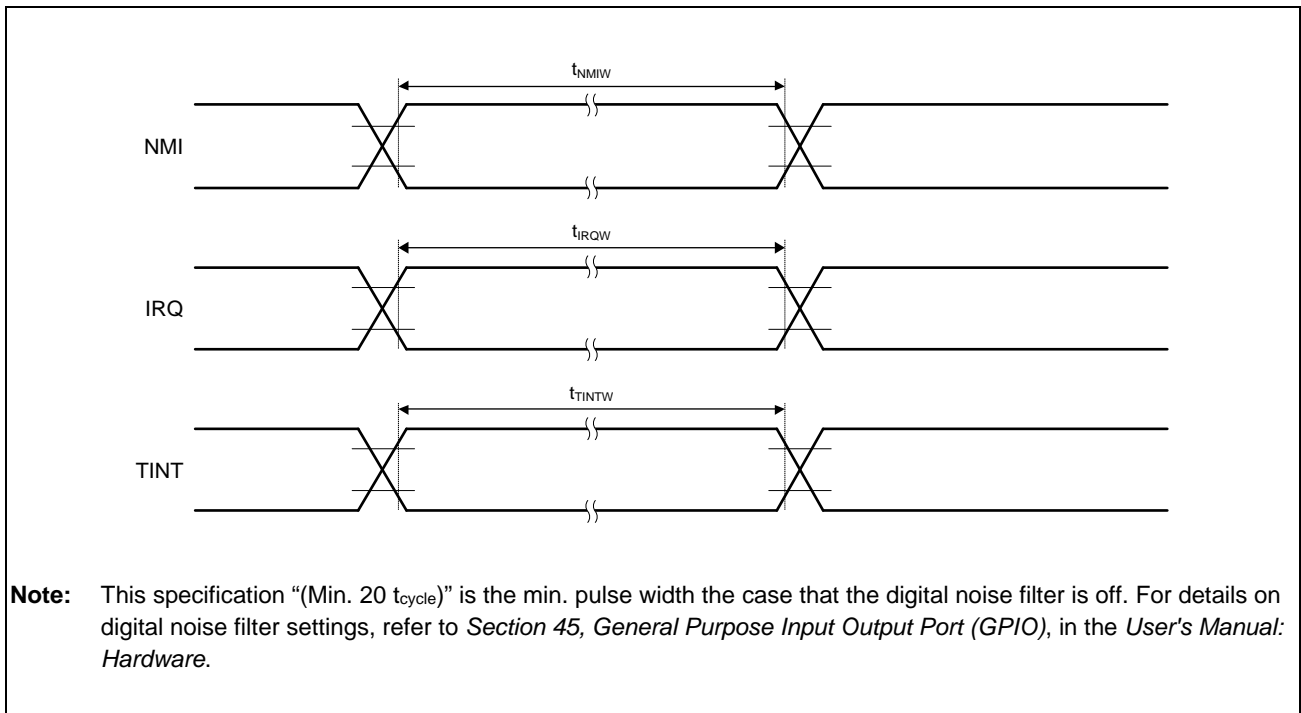 tNMIW
NMI
tIRQW
IRQ
tTINTW
TINT
Note: This specification “(Min. 20 tcycle)” is the min. pulse width the case that the digital noise filter is off. For details on
digital noise filter settings, refer to Section 45, General Purpose Input Output Port (GPIO), in the User's Manual:
Hardware.